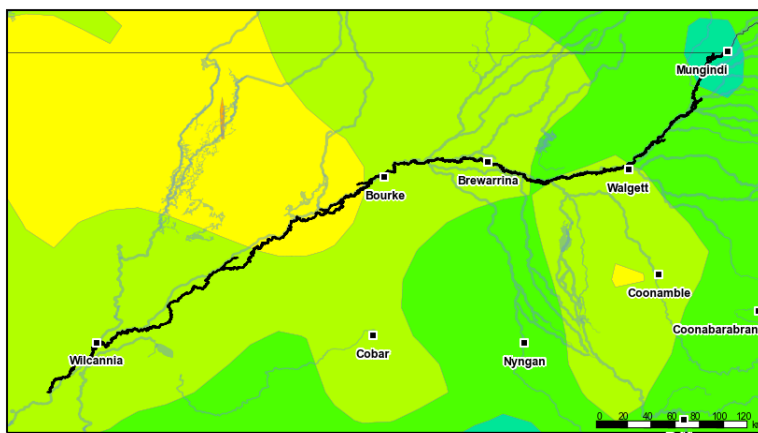 Mungindi
Bourke
Brewarrina
Walgett
Coonamble
Coonabarabran
Wilcannia
Cobar
Nyngan
0 20 40 60 80 100 120